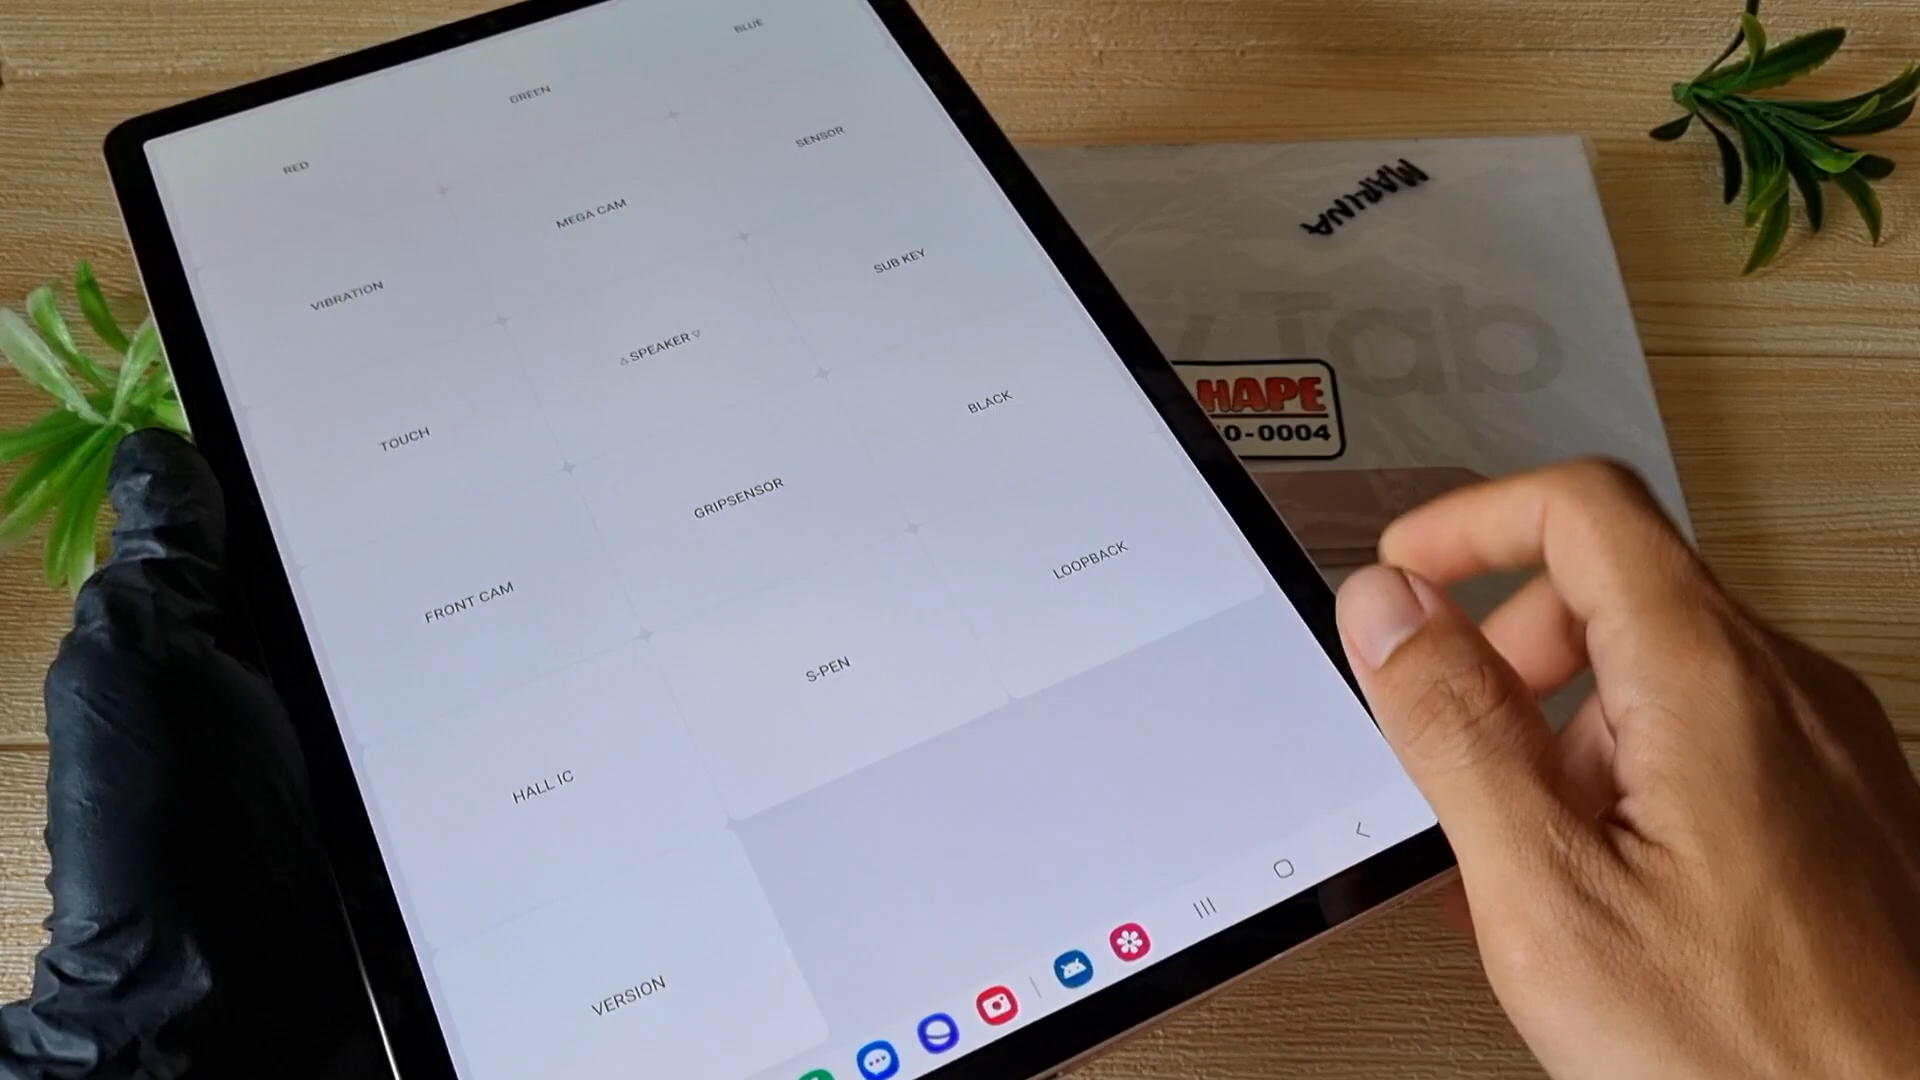 RED GREEN BLUE
VIBRATION MEGA CAM SENSOR
TOUCH △ SPEAKER ▽ SUB KEY
FRONT CAM GRIPSENSOR BLACK
HALL IC S-PEN LOOPBACK
VERSION
MARINA
Tab
HAPE
0-0004